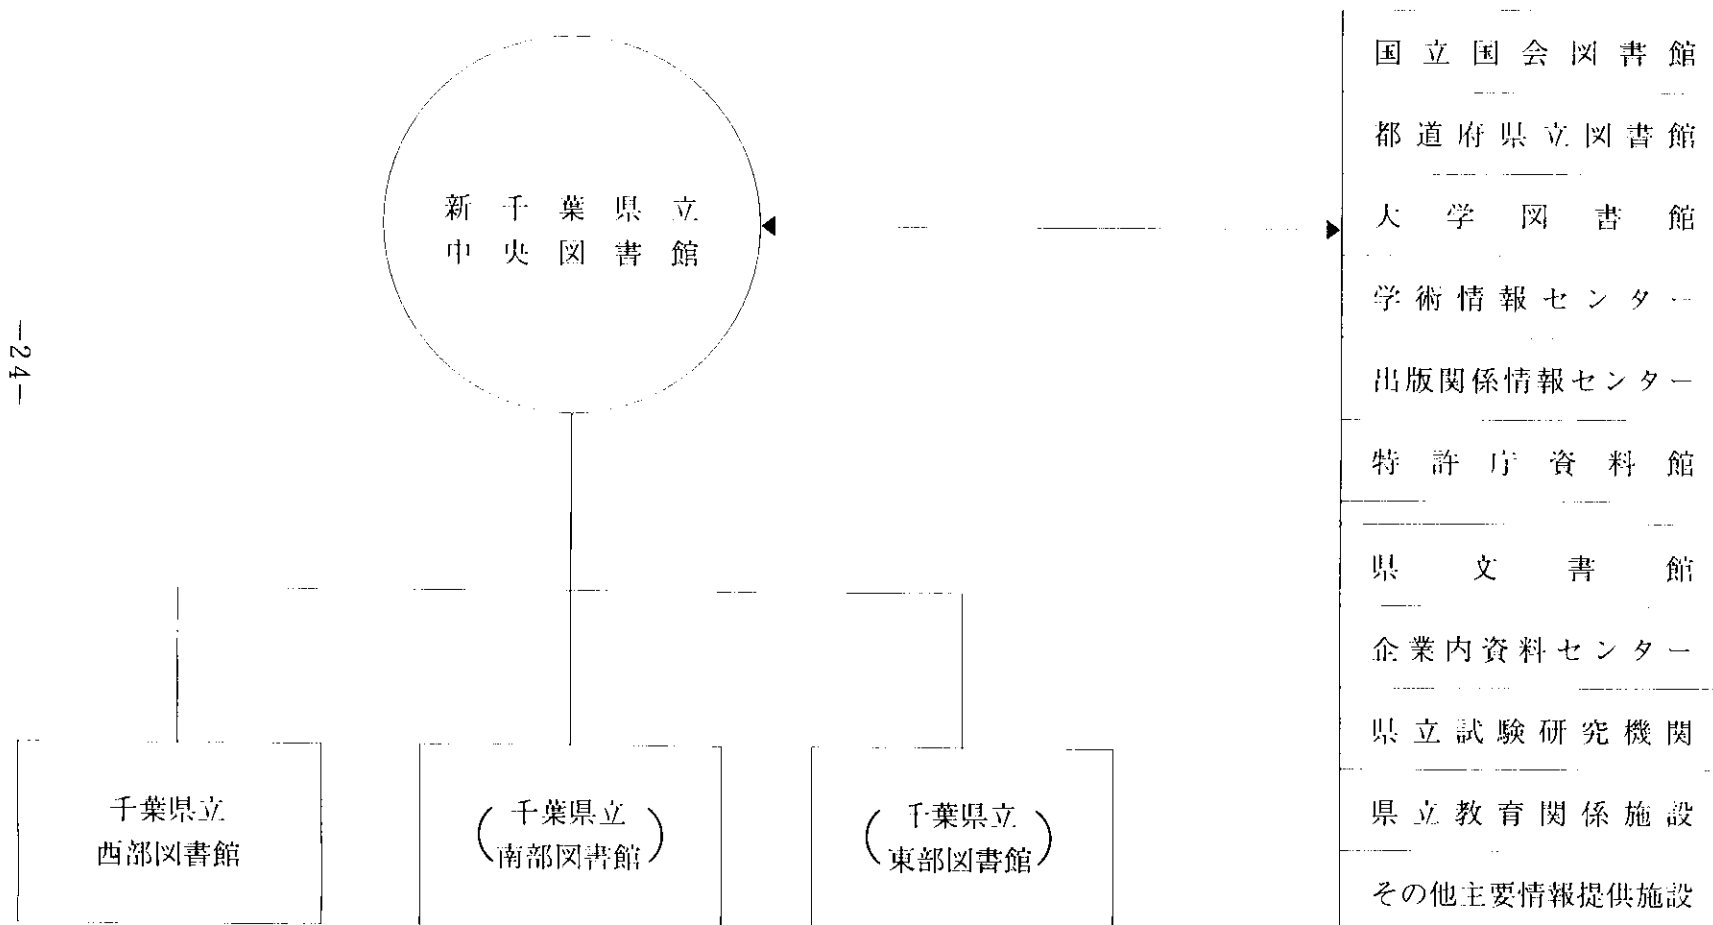 新千葉県立
中央図書館
国立国会図書館
都道府県立図書館
大学図書館
学術情報センター
出版関係情報センター
特許庁資料館
県文書館
企業内資料センター
県立試験研究機関
県立教育関係施設
その他主要情報提供施設
千葉県立
西部図書館
(千葉県立
南部図書館)
(千葉県立
東部図書館)
-24-